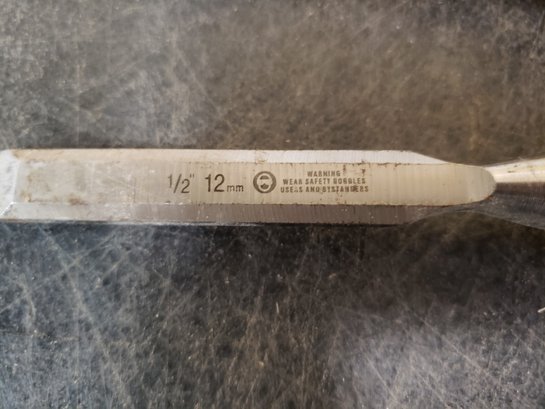 1/2" 12mm
WARNING
WEAR SAFETY GOGGLES
USERS AND BYSTANDERS